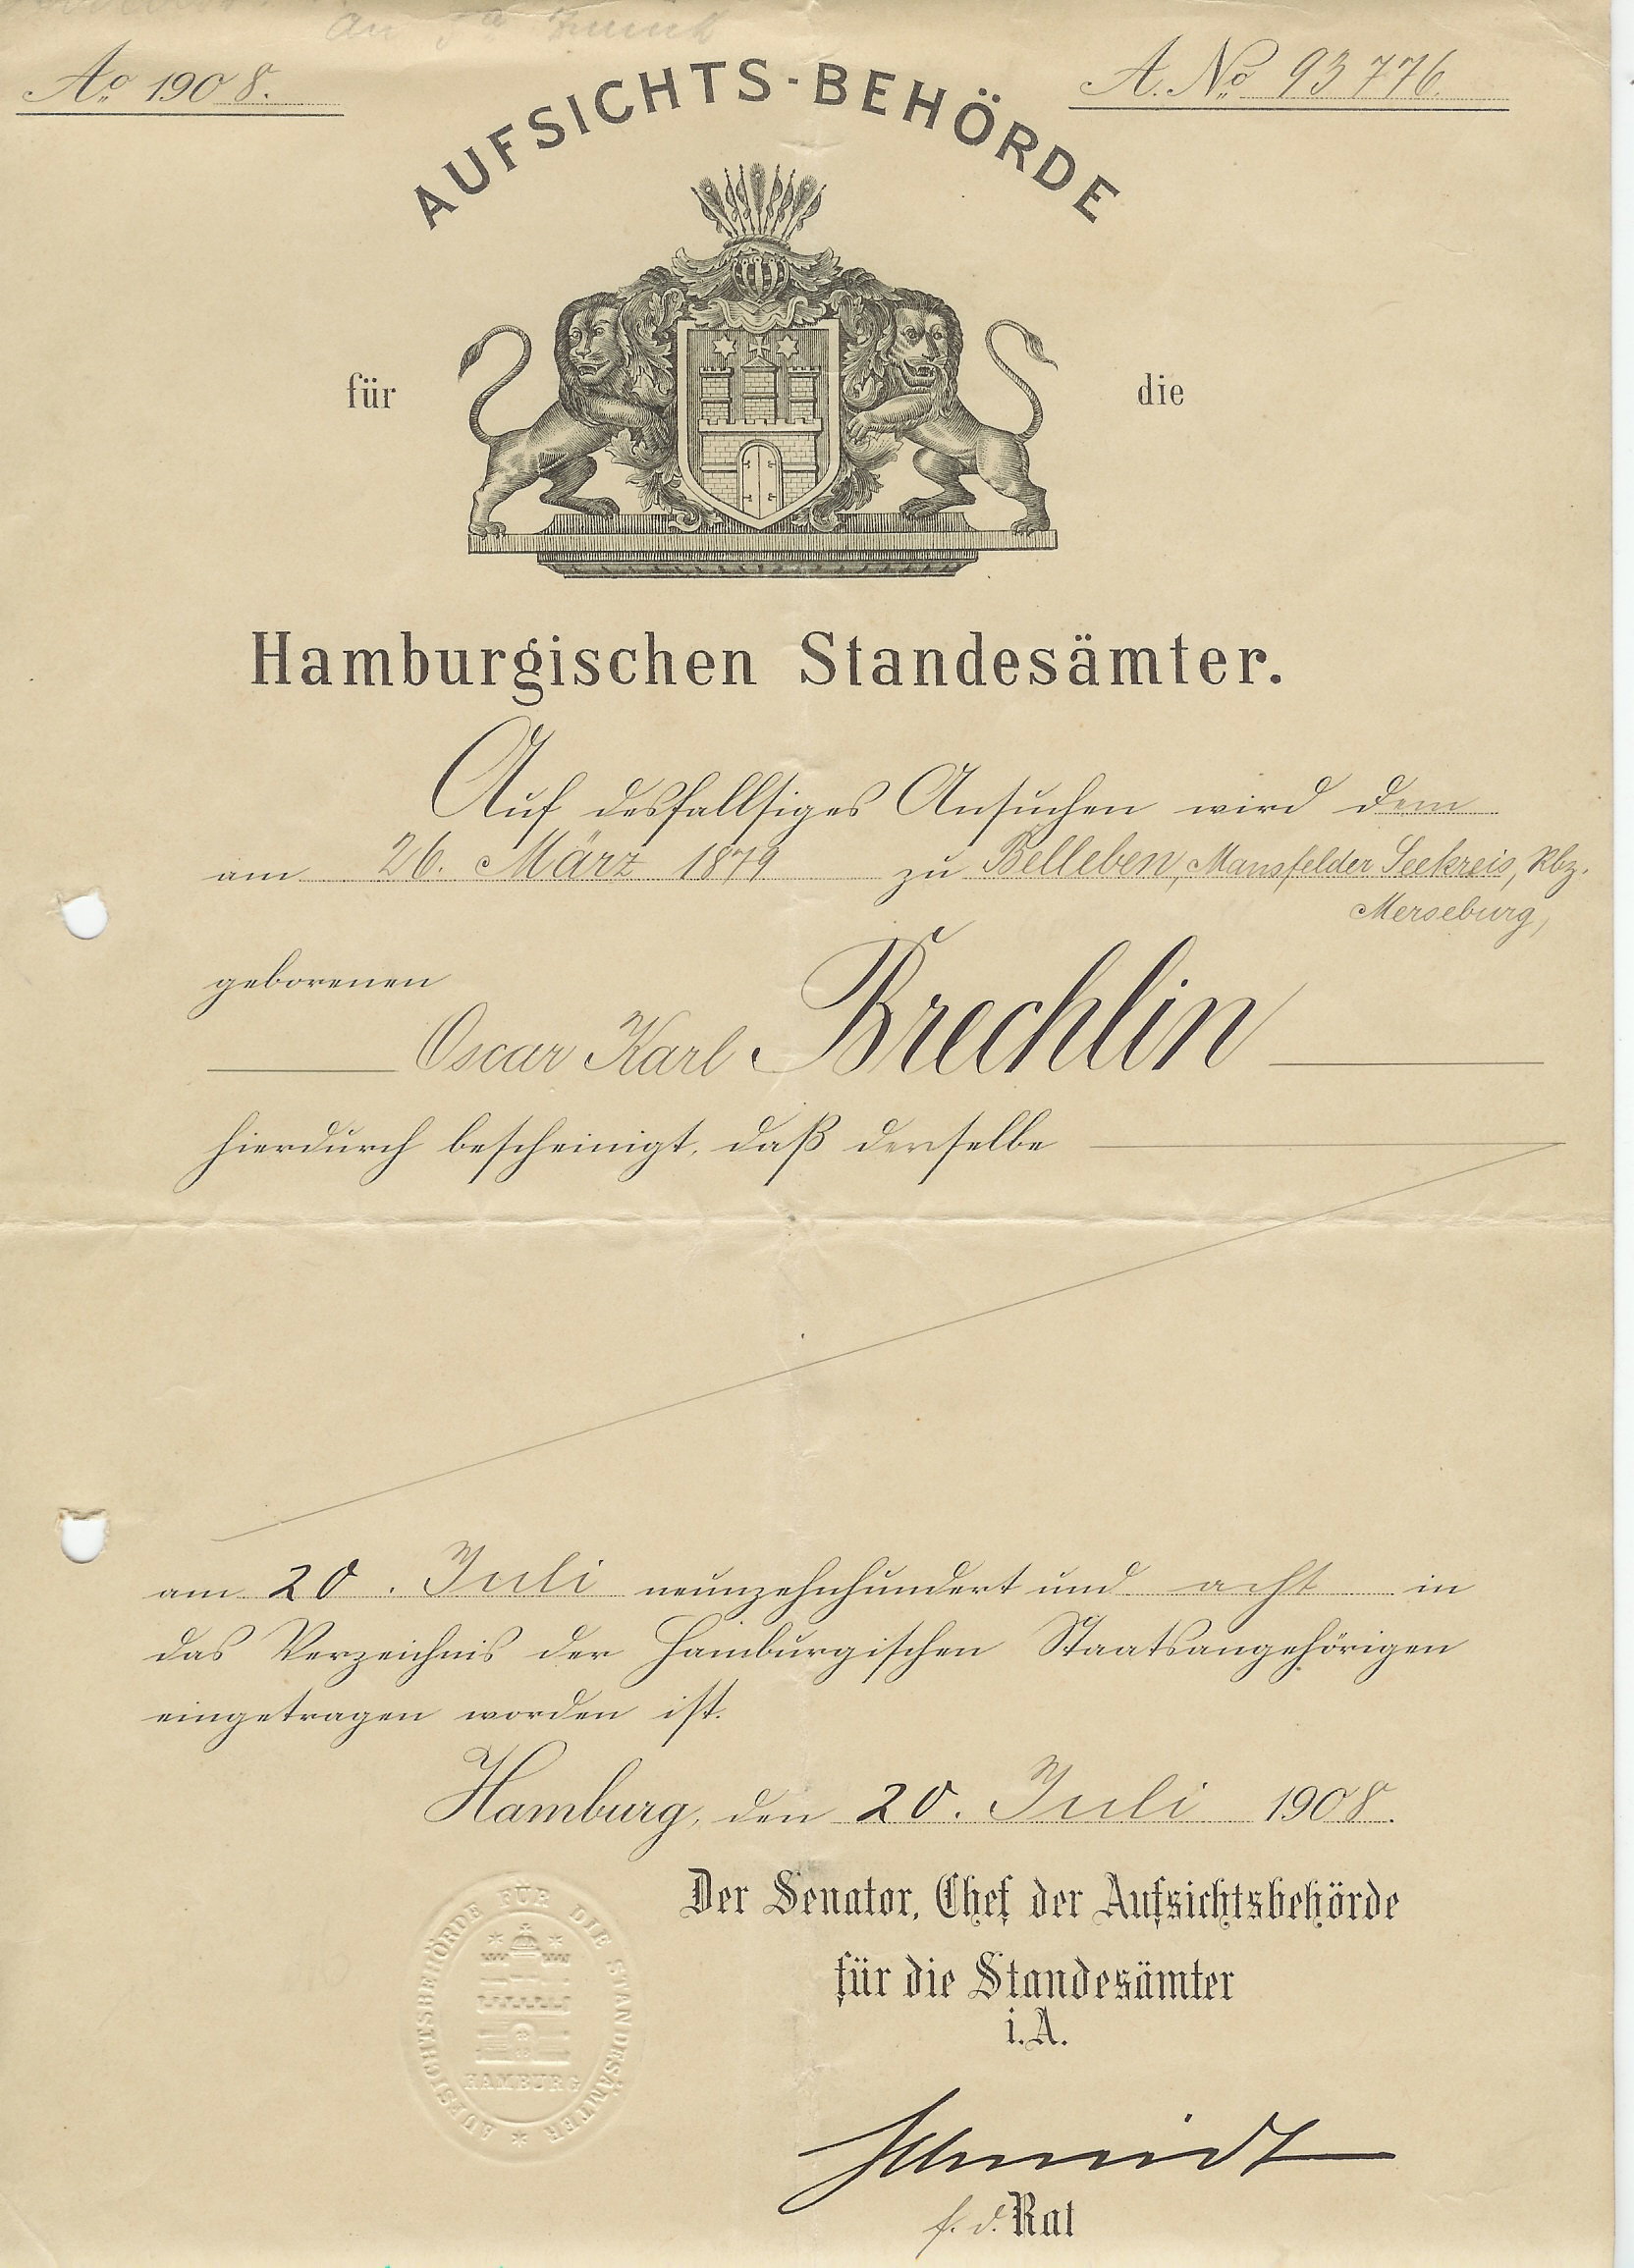 An
Ao 1908.
A. No 93776.
AUFSICHTS-BEHÖRDE
für die
Hamburgischen Standesämter.
Auf desfallsiges Ansuchen wird dem
am 26. März 1879 zu Belleben, Mansfelder Seekreis, Rbz.
Merseburg,
geborenen
Oscar Karl Brechlin
hierdurch bescheinigt, daß derselbe
am 20. Juli neunzehnhundert und acht in
das Verzeichnis der Hamburgischen Staatsangehörigen
eingetragen worden ist.
Hamburg, den 20. Juli 1908.
Der Senator, Chef der Aufsichtsbehörde
für die Standesämter
i.A.
AUFSICHTSBEHÖRDE FÜR DIE STANDESÄMTER
HAMBURG
Schmidt
f. d. Rat